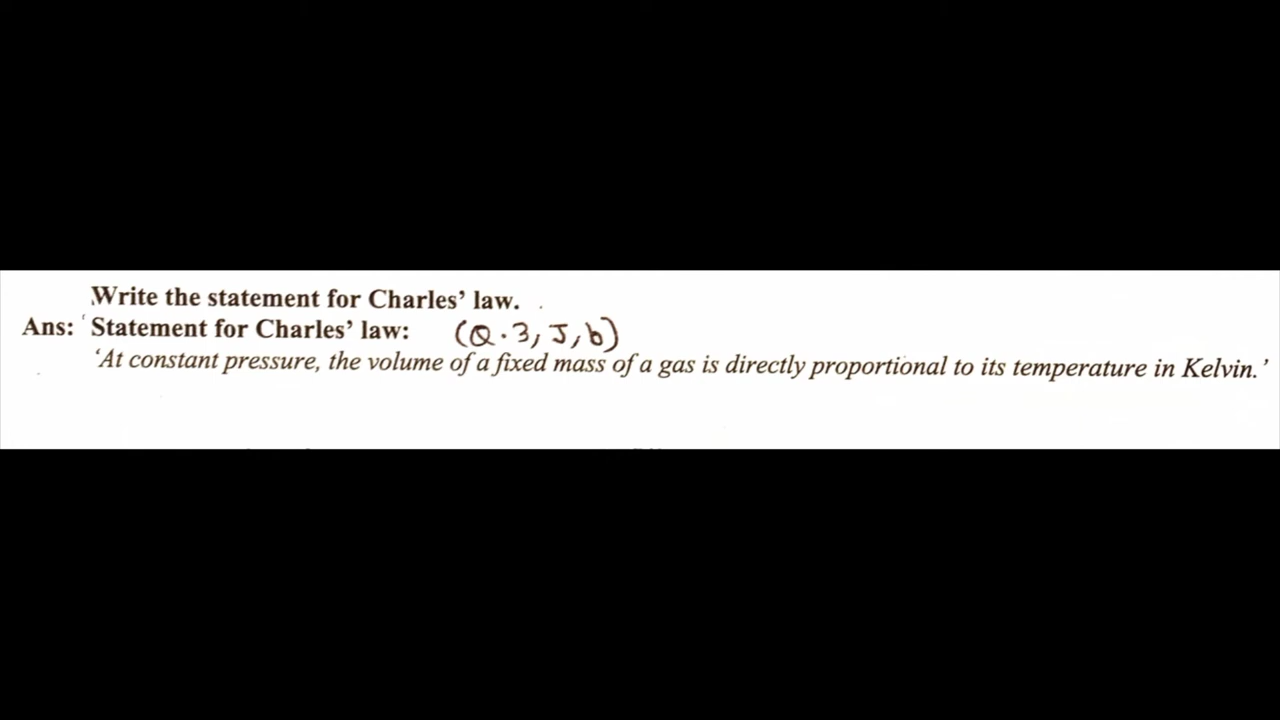 Write the statement for Charles’ law.
Ans: Statement for Charles’ law: (Q.3, J, b)
‘At constant pressure, the volume of a fixed mass of a gas is directly proportional to its temperature in Kelvin.’